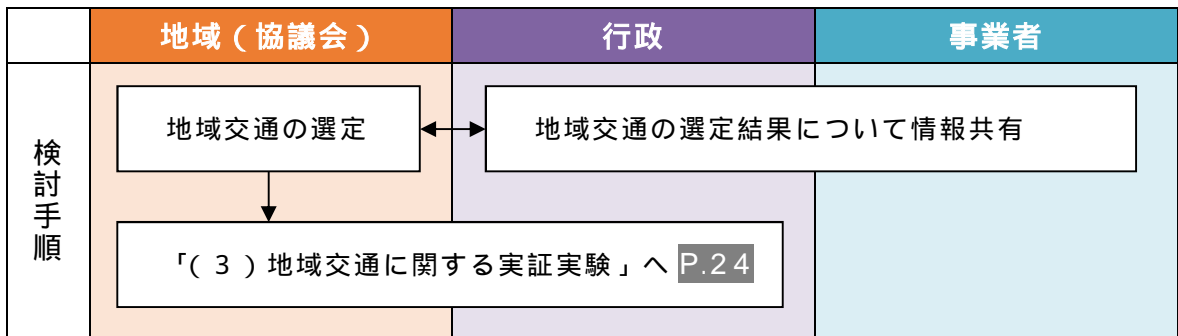 地域（協議会）
行政
事業者
検討手順
地域交通の選定
地域交通の選定結果について情報共有
「(３)地域交通に関する実証実験」へ P.２４